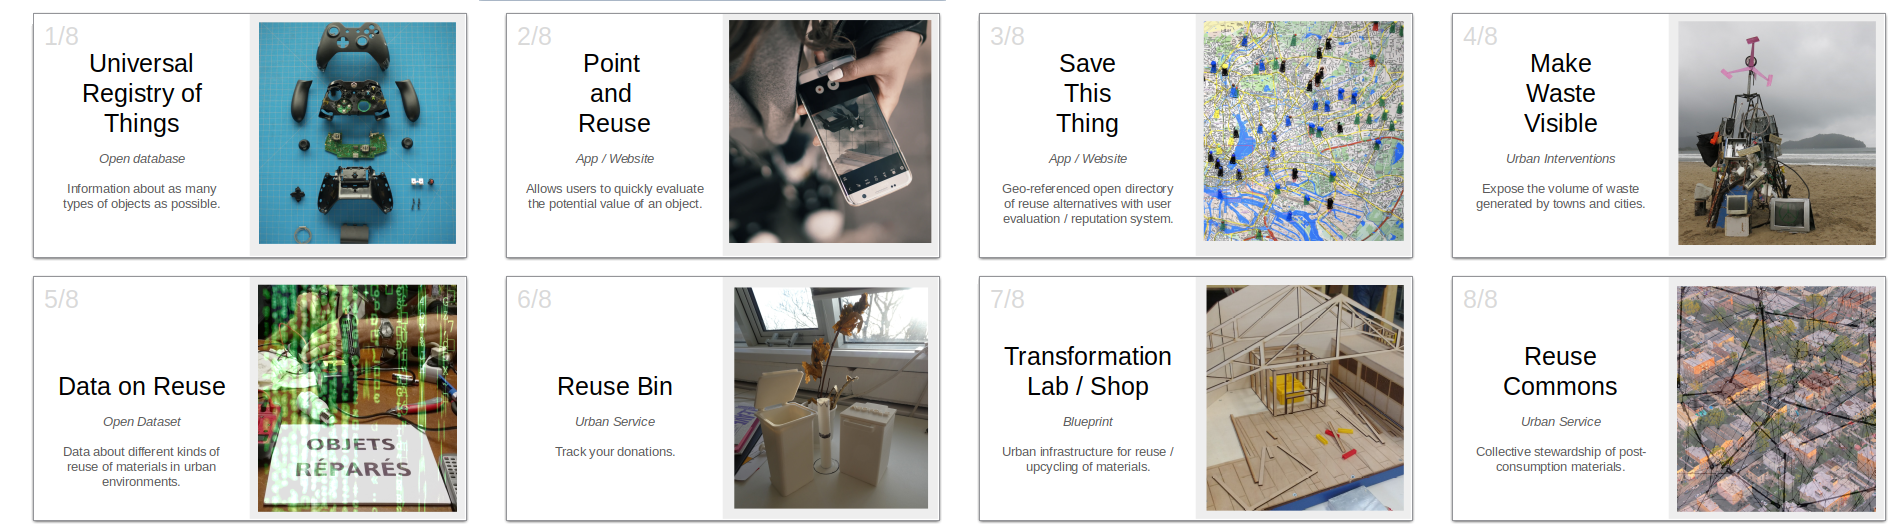 1/8
Universal
Registry of
Things
Open database
Information about as many
types of objects as possible.
2/8
Point
and
Reuse
App / Website
Allows users to quickly evaluate
the potential value of an object.
3/8
Save
This
Thing
App / Website
Geo-referenced open directory
of reuse alternatives with user
evaluation / reputation system.
4/8
Make
Waste
Visible
Urban Interventions
Expose the volume of waste
generated by towns and cities.
5/8
Data on Reuse
Open Dataset
Data about different kinds of
reuse of materials in urban
environments.
OBJETS
RÉPARÉS
6/8
Reuse Bin
Urban Service
Track your donations.
7/8
Transformation
Lab / Shop
Blueprint
Urban infrastructure for reuse /
upcycling of materials.
8/8
Reuse
Commons
Urban Service
Collective stewardship of post-
consumption materials.